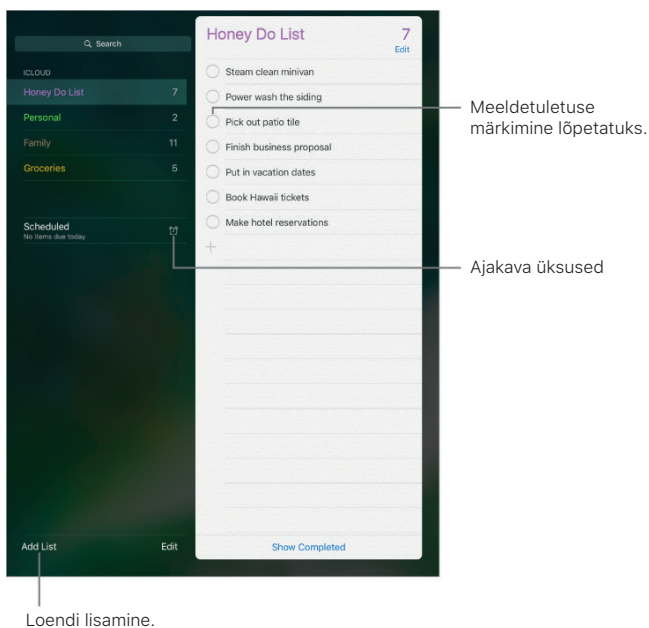 Search
ICLOUD
Honey Do List 7
Personal 2
Family 11
Groceries 5
Scheduled
No items due today
Add List Edit
Honey Do List 7
Edit
Steam clean minivan
Power wash the siding
Pick out patio tile
Finish business proposal
Put in vacation dates
Book Hawaii tickets
Make hotel reservations
Show Completed
Meeldetuletuse
märkimine lõpetatuks.
Ajakava üksused
Loendi lisamine.